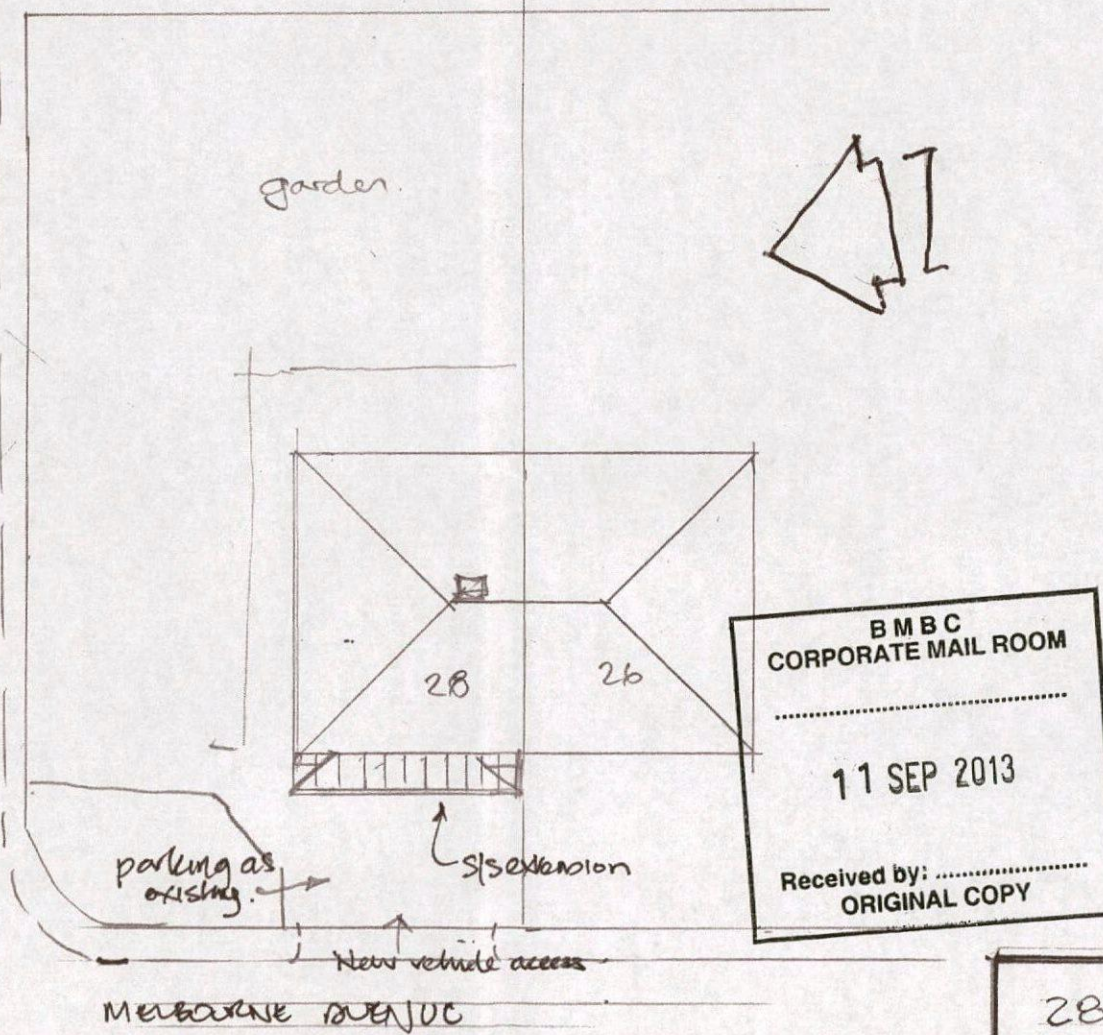 garden.
28
26
BMBC
CORPORATE MAIL ROOM
11 SEP 2013
Received by:
ORIGINAL COPY
s/s extension
parking as
existing.
New vehicle access
MELBOURNE AVENUE
28